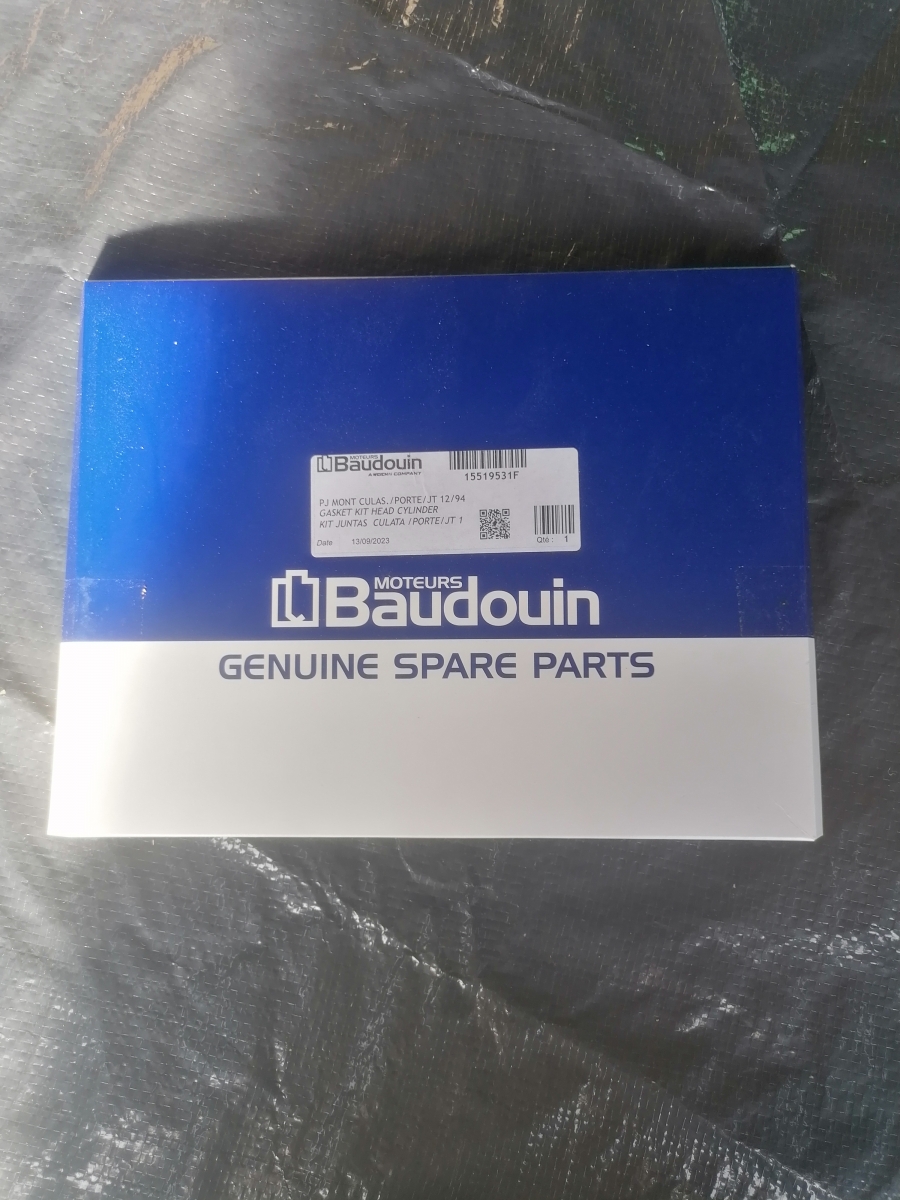 MOTEURS
Baudouin
A WEICHAI COMPANY
15519531F
PJ MONT CULAS./PORTE/JT 12/94
GASKET KIT HEAD CYLINDER
KIT JUNTAS CULATA /PORTE/JT 1
Date 13/09/2023
Qté : 1
MOTEURS
Baudouin
GENUINE SPARE PARTS